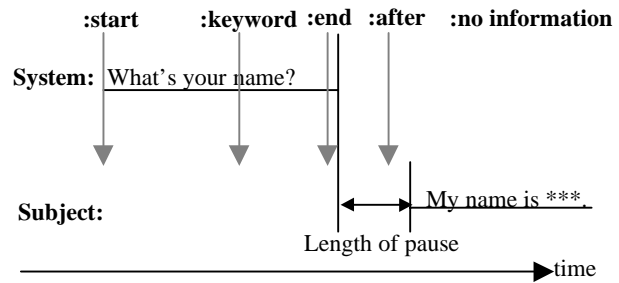 :start :keyword :end :after :no information
System: What's your name?
Subject: My name is ***.
Length of pause
time